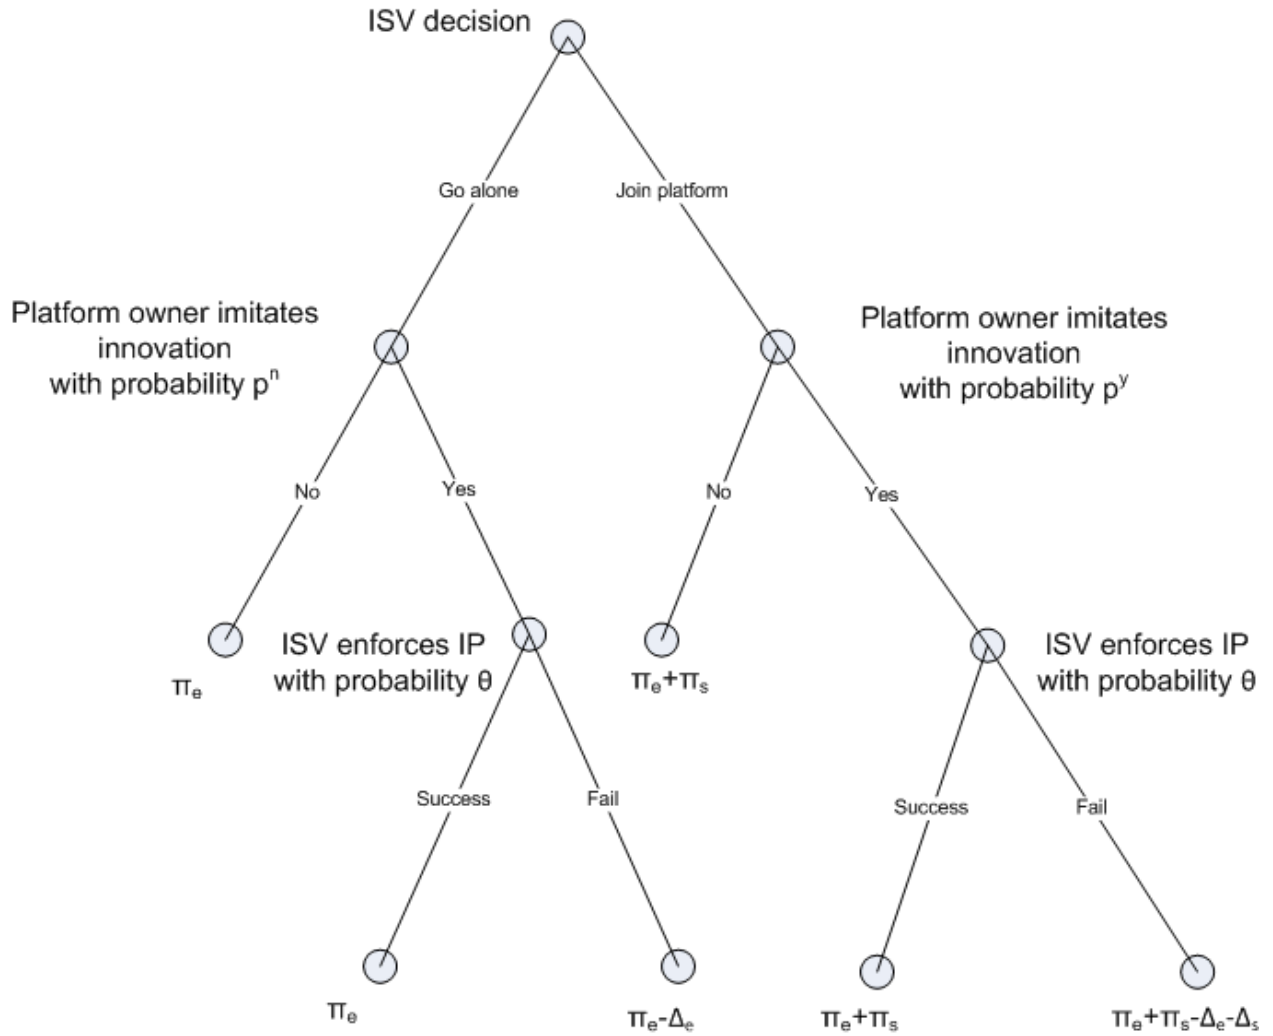 ISV decision
Go alone
Join platform
Platform owner imitates
innovation
with probability pⁿ
Platform owner imitates
innovation
with probability pʸ
No
Yes
No
Yes
πₑ
ISV enforces IP
with probability θ
πₑ+πₛ
ISV enforces IP
with probability θ
Success
Fail
Success
Fail
πₑ
πₑ-Δₑ
πₑ+πₛ
πₑ+πₛ-Δₑ-Δₛ